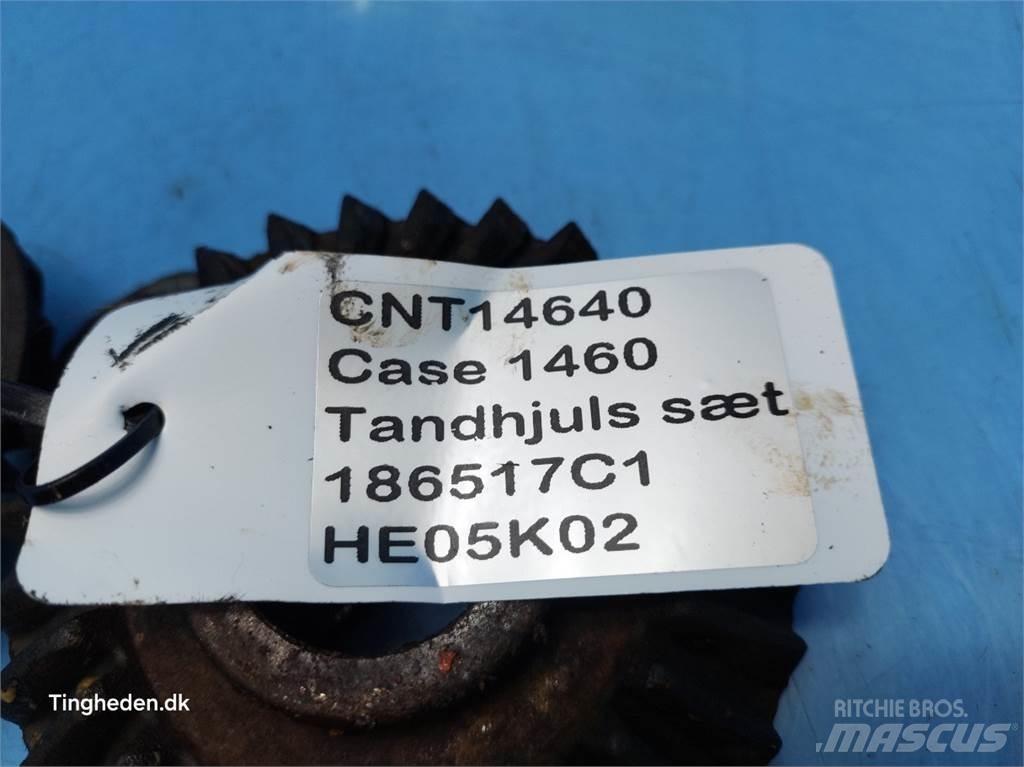 CNT14640
Case 1460
Tandhjuls sæt
186517C1
HE05K02
Tingheden.dk
RITCHIE BROS.
MASCUS